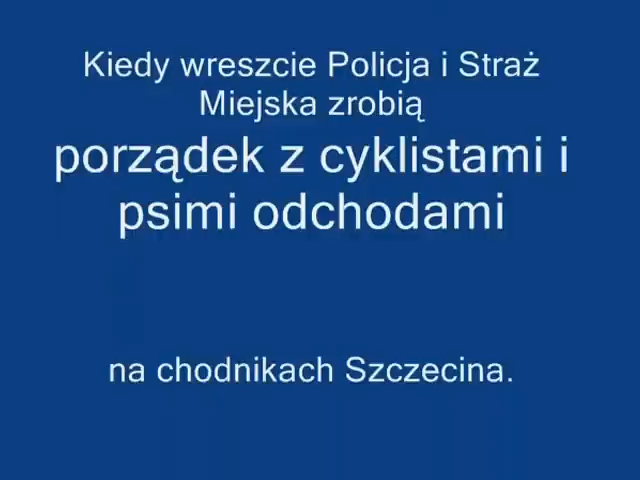 Kiedy wreszcie Policja i Straż
Miejska zrobią
porządek z cyklistami i
psimi odchodami
na chodnikach Szczecina.